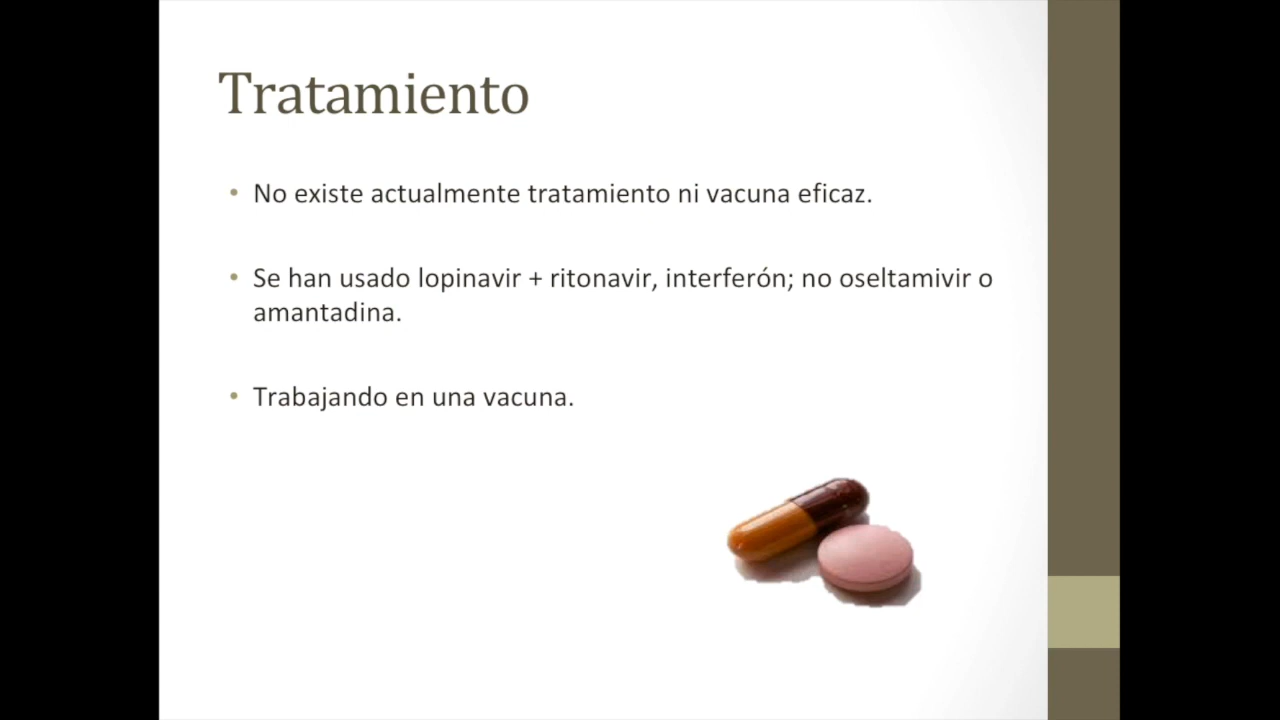 Tratamiento
• No existe actualmente tratamiento ni vacuna eficaz.
• Se han usado lopinavir + ritonavir, interferón; no oseltamivir o
amantadina.
• Trabajando en una vacuna.